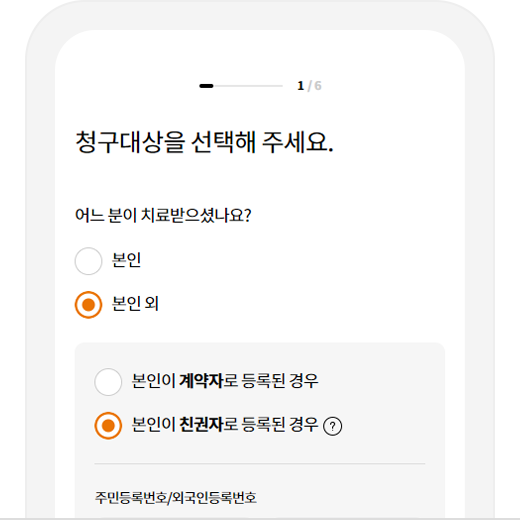 1 / 6
청구대상을 선택해 주세요.
어느 분이 치료받으셨나요?
본인
본인 외
본인이 계약자로 등록된 경우
본인이 친권자로 등록된 경우 ?
주민등록번호/외국인등록번호